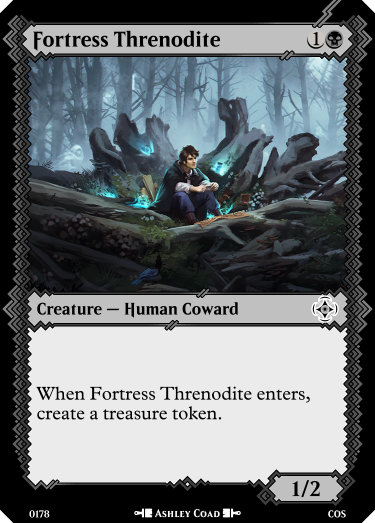 Fortress Threnodite 1
Creature — Human Coward
When Fortress Threnodite enters,
create a treasure token.
1/2
0178 Ashley Coad COS